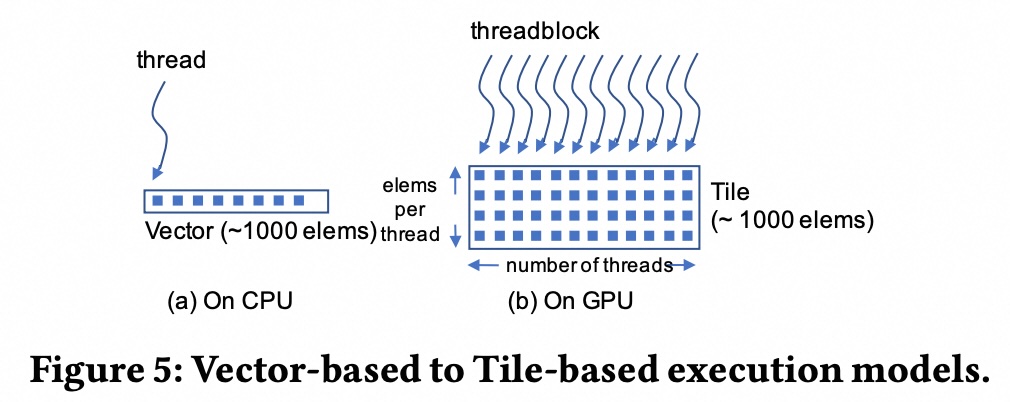 thread
Vector (~1000 elems)
(a) On CPU
threadblock
elems
per
thread
Tile
(~ 1000 elems)
number of threads
(b) On GPU
Figure 5: Vector-based to Tile-based execution models.